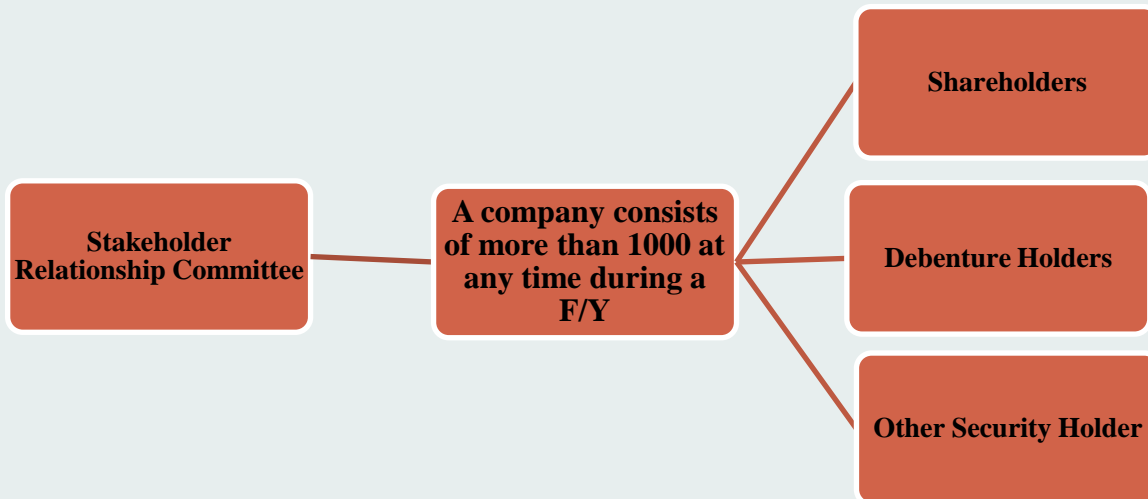 Stakeholder
Relationship Committee
A company consists
of more than 1000 at
any time during a
F/Y
Shareholders
Debenture Holders
Other Security Holder